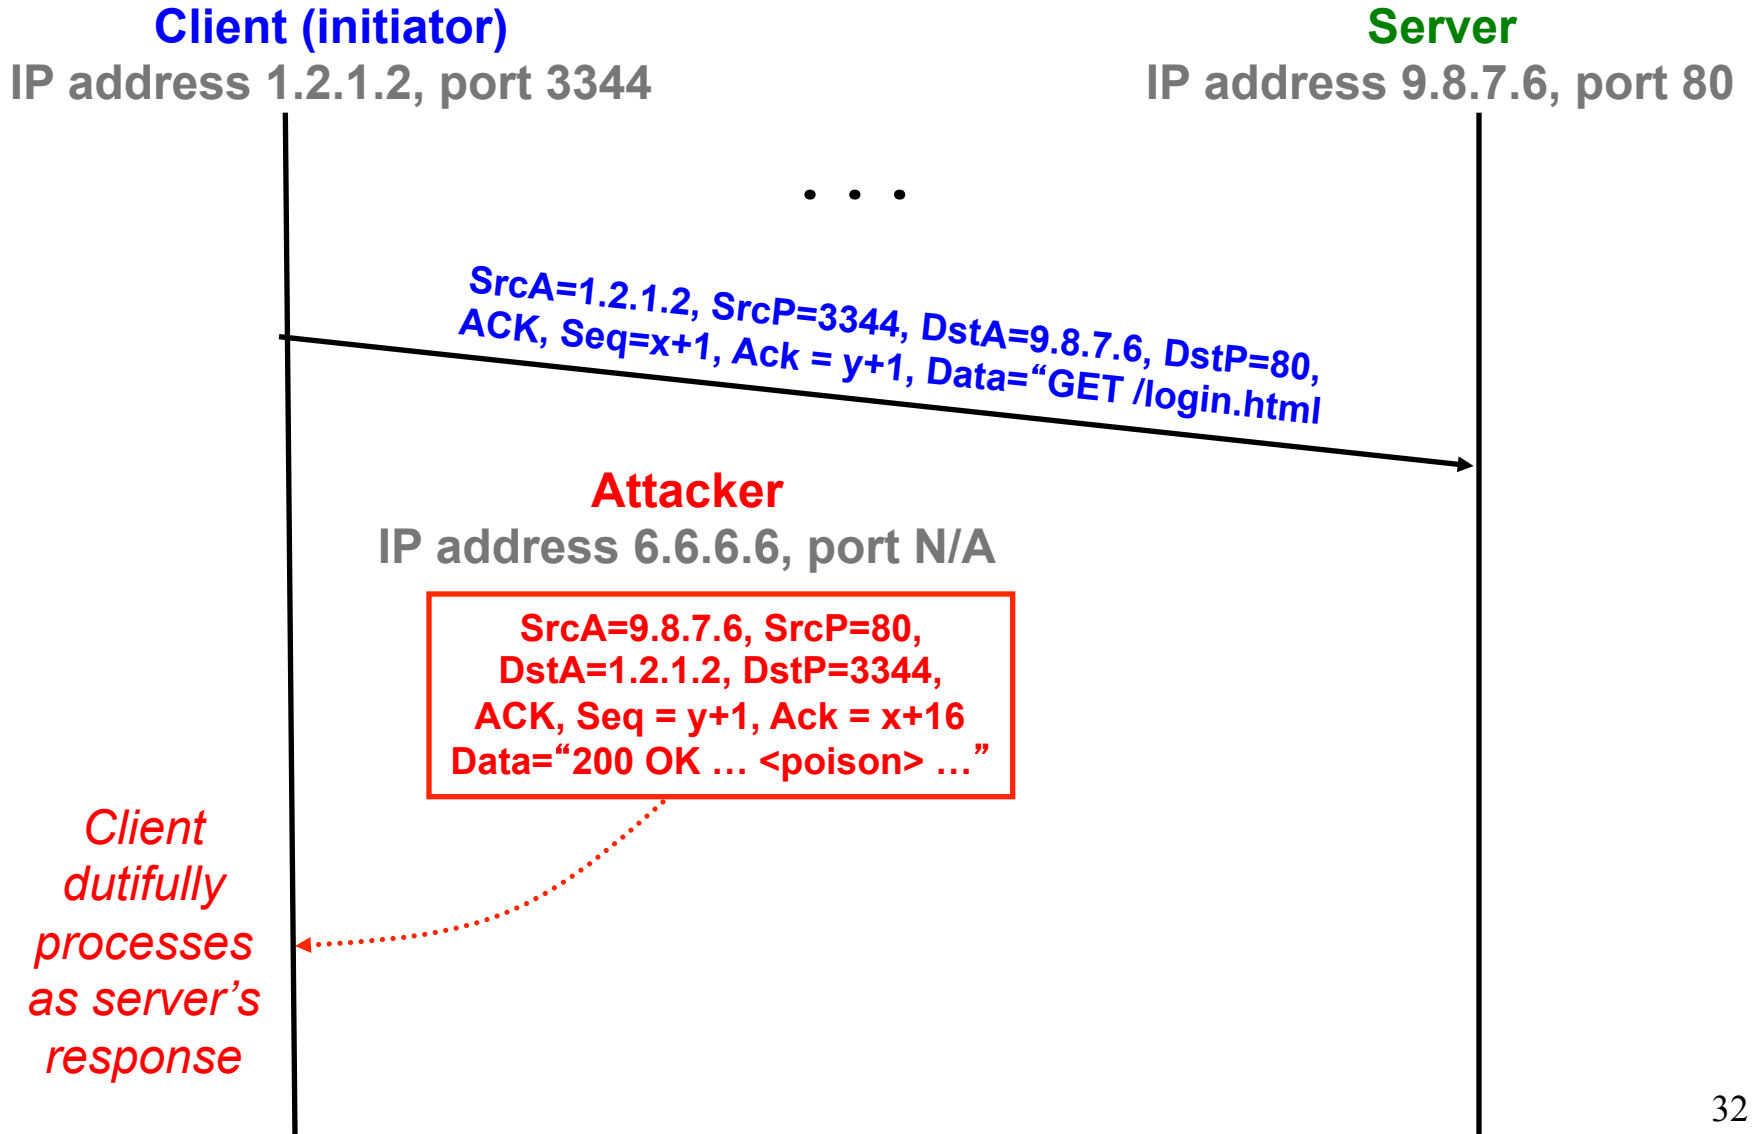 Client (initiator)
IP address 1.2.1.2, port 3344
Server
IP address 9.8.7.6, port 80
. . .
SrcA=1.2.1.2, SrcP=3344, DstA=9.8.7.6, DstP=80,
ACK, Seq=x+1, Ack = y+1, Data=“GET /login.html
Attacker
IP address 6.6.6.6, port N/A
SrcA=9.8.7.6, SrcP=80,
DstA=1.2.1.2, DstP=3344,
ACK, Seq = y+1, Ack = x+16
Data=“200 OK … <poison> …”
Client
dutifully
processes
as server’s
response
32